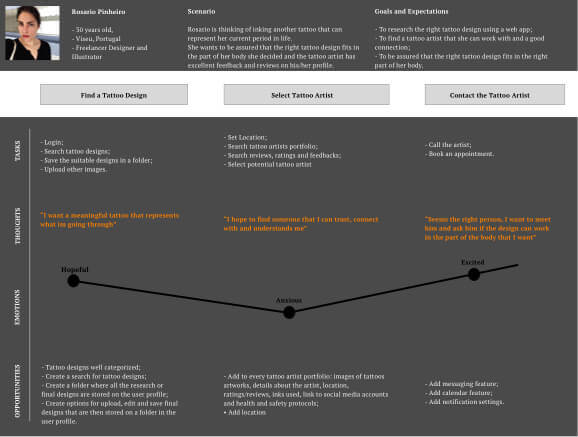 Rosario Pinheiro
- 30 years old,
- Viseu, Portugal
- Freelancer Designer and
Illustrator
Scenario
Rosario is thinking of inking another tattoo that can
represent her current period in life.
She wants to be assured that the right tattoo design fits in
the part of her body she decided and the tattoo artist has
excellent feedback and reviews on his/her profile.
Goals and Expectations
- To research the right tattoo design using a web app;
- To find a tattoo artist that she can work with and a good
connection;
- To be assured that the right tattoo design fits in the right
part of her body.
Find a Tattoo Design
Select Tattoo Artist
Contact the Tattoo Artist
TASKS
- Login;
- Search tattoo designs;
- Save the suitable designs in a folder;
- Upload other images.
- Set Location;
- Search tattoo artists portfolio;
- Search reviews, ratings and feedbacks;
- Select potential tattoo artist
- Call the artist;
- Book an appointment.
THOUGHTS
"I want a meaningful tattoo that represents
what im going through"
"I hope to find someone that I can trust, connect
with and understands me"
"Seems the right person, I want to meet
him and ask him if the design can work
in the part of the body that I want"
EMOTIONS
Hopeful
Anxious
Excited
OPPORTUNITIES
- Tattoo designs well categorized;
- Create a search for tattoo designs;
- Create a folder where all the research or
final designs are stored on the user profile;
- Create options for upload, edit and save final
designs that are then stored on a folder in the
user profile.
- Add to every tattoo artist portfolio: images of tattoos
artworks, details about the artist, location,
ratings/reviews, inks used, link to social media accounts
and health and safety protocols;
• Add location
- Add messaging feature;
- Add calendar feature;
- Add notification settings.